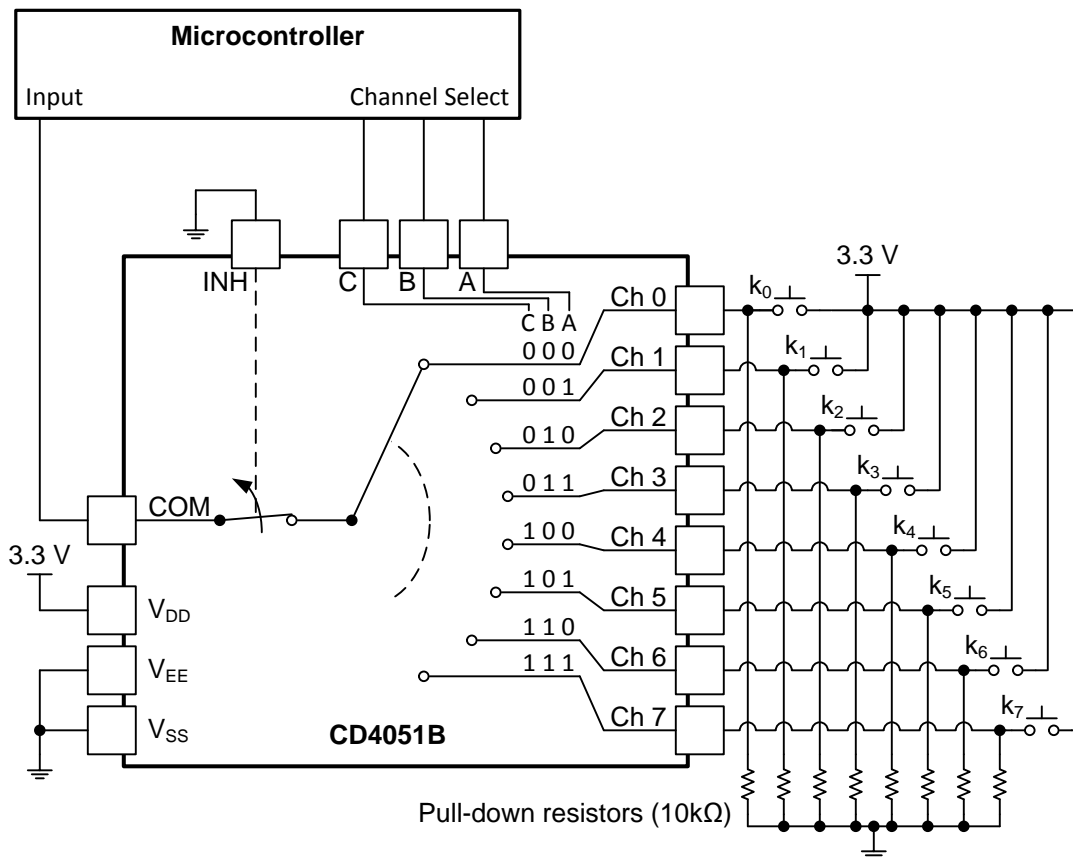 Microcontroller
Input
Channel Select
INH
C
B
A
C B A
3.3 V
Ch 0
k0
0 0 0
Ch 1
k1
0 0 1
Ch 2
k2
0 1 0
Ch 3
k3
0 1 1
COM
Ch 4
k4
1 0 0
3.3 V
Ch 5
k5
1 0 1
VDD
Ch 6
k6
1 1 0
VEE
1 1 1
Ch 7
k7
VSS
CD4051B
Pull-down resistors (10kΩ)